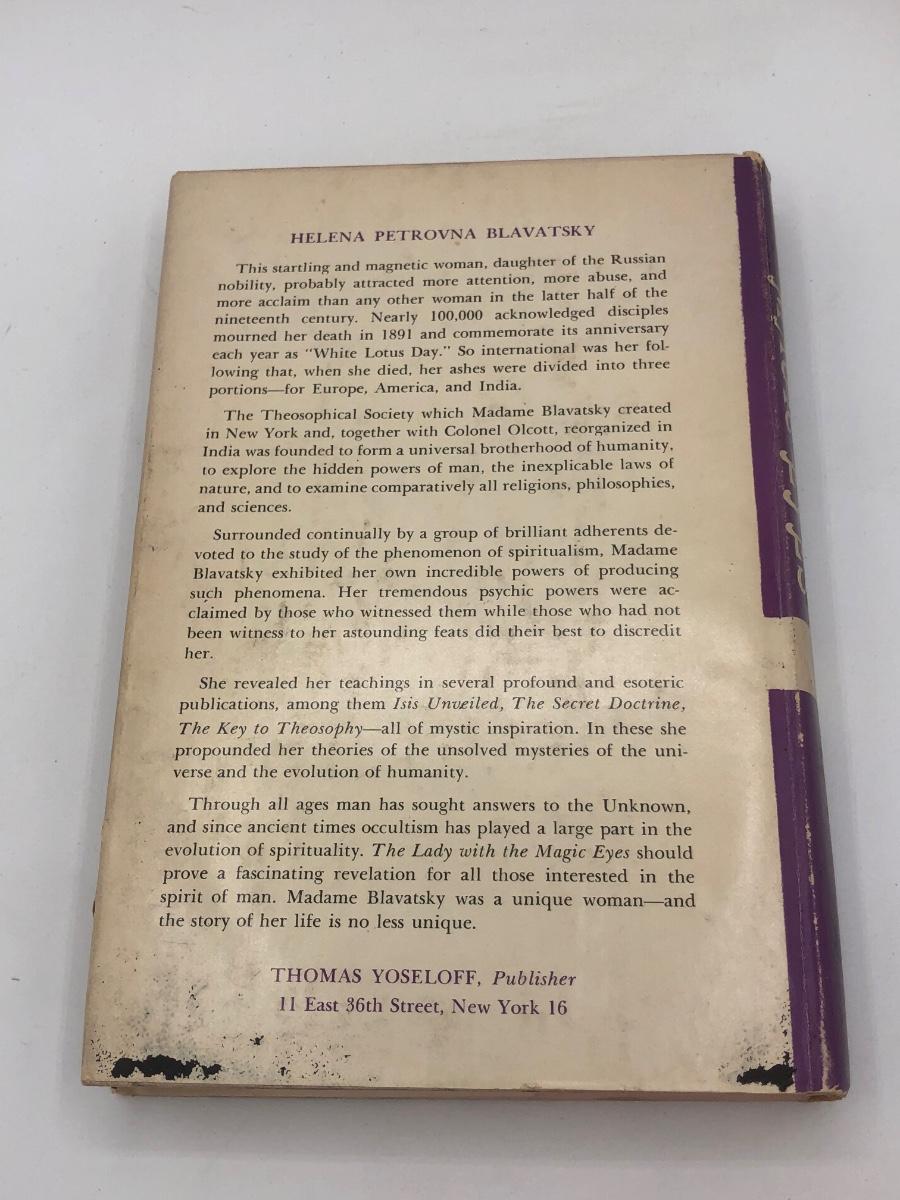 HELENA PETROVNA BLAVATSKY
This startling and magnetic woman, daughter of the Russian
nobility, probably attracted more attention, more abuse, and
more acclaim than any other woman in the latter half of the
nineteenth century. Nearly 100,000 acknowledged disciples
mourned her death in 1891 and commemorate its anniversary
each year as "White Lotus Day." So international was her fol-
lowing that, when she died, her ashes were divided into three
portions—for Europe, America, and India.
The Theosophical Society which Madame Blavatsky created
in New York and, together with Colonel Olcott, reorganized in
India was founded to form a universal brotherhood of humanity,
to explore the hidden powers of man, the inexplicable laws of
nature, and to examine comparatively all religions, philosophies,
and sciences.
Surrounded continually by a group of brilliant adherents de-
voted to the study of the phenomenon of spiritualism, Madame
Blavatsky exhibited her own incredible powers of producing
such phenomena. Her tremendous psychic powers were ac-
claimed by those who witnessed them while those who had not
been witness to her astounding feats did their best to discredit
her.
She revealed her teachings in several profound and esoteric
publications, among them Isis Unveiled, The Secret Doctrine,
The Key to Theosophy—all of mystic inspiration. In these she
propounded her theories of the unsolved mysteries of the uni-
verse and the evolution of humanity.
Through all ages man has sought answers to the Unknown,
and since ancient times occultism has played a large part in the
evolution of spirituality. The Lady with the Magic Eyes should
prove a fascinating revelation for all those interested in the
spirit of man. Madame Blavatsky was a unique woman—and
the story of her life is no less unique.
THOMAS YOSELOFF, Publisher
11 East 36th Street, New York 16